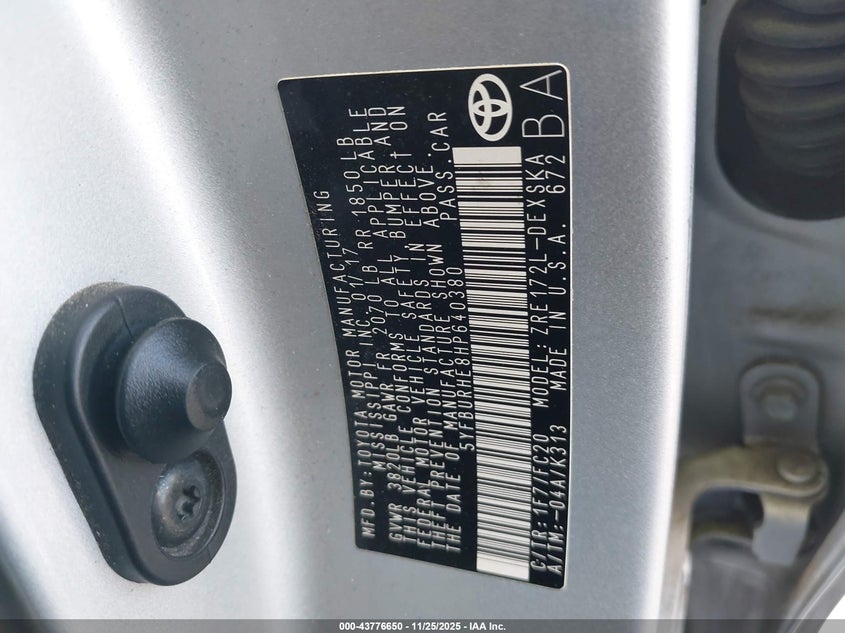 MFD.BY:TOYOTA MOTOR MANUFACTURING
MISSISSIPPI INC. 01/17
GVWR 3820LB GAWR FR 2070 LB RR 1850 LB
THIS VEHICLE CONFORMS TO ALL APPLICABLE
FEDERAL MOTOR VEHICLE SAFETY BUMPER† AND
THEFT PREVENTION STANDARDS IN EFFECT ON
THE DATE OF MANUFACTURE SHOWN ABOVE.
5YFBURHE8HP640380 PASS.CAR
C/TR:1F7/FC20 MODEL:ZRE172L-DEXSKA
A/TM:-04A/K313 MADE IN U.S.A. 672
BA
000-43776650 • 11/25/2025 • IAA Inc.